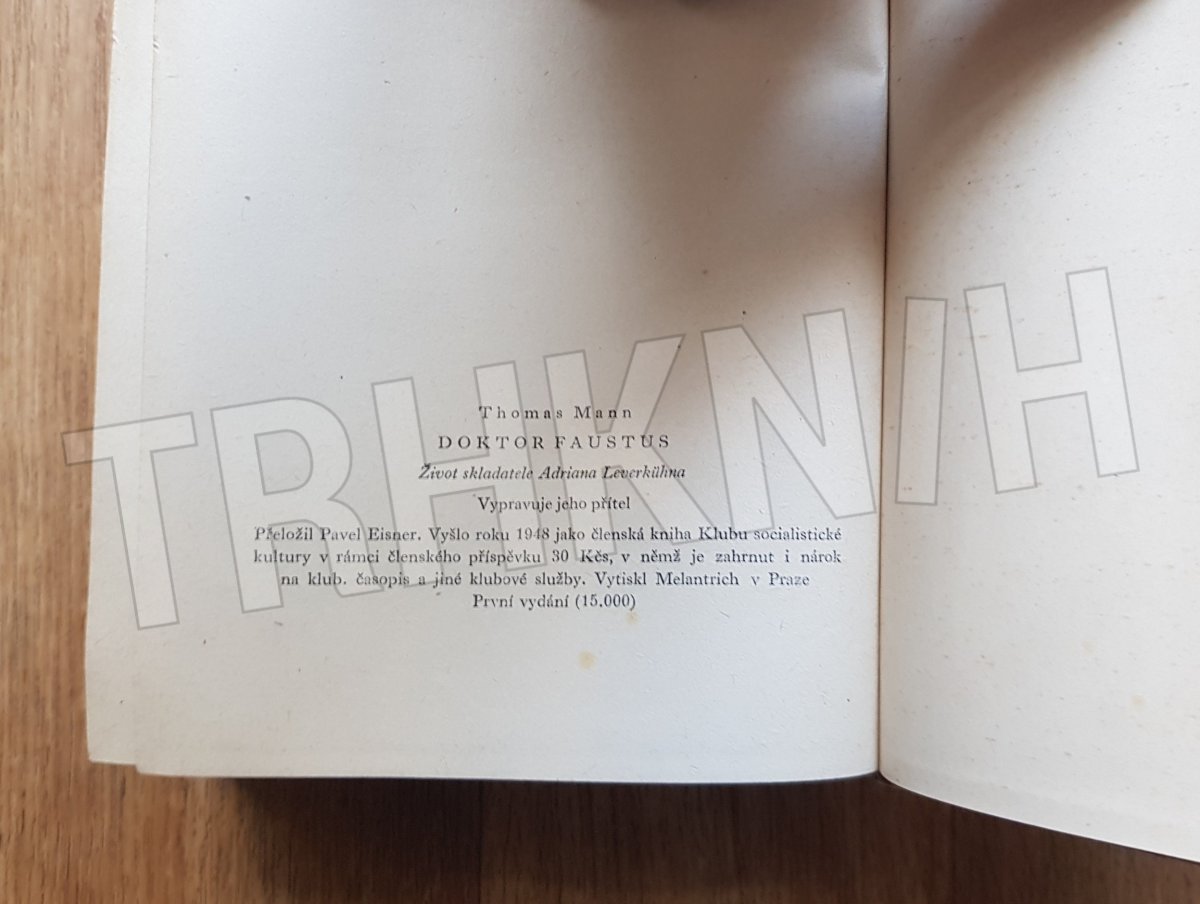 Thomas Mann
DOKTOR FAUSTUS
Život skladatele Adriana Leverkühna
Vypravuje jeho přítel
Přeložil Pavel Eisner. Vyšlo roku 1948 jako členská kniha Klubu socialistické
kultury v rámci členského příspěvku 30 Kčs, v němž je zahrnut i nárok
na klub. časopis a jiné klubové služby. Vytiskl Melantrich v Praze
První vydání (15.000)
TRHKNIH